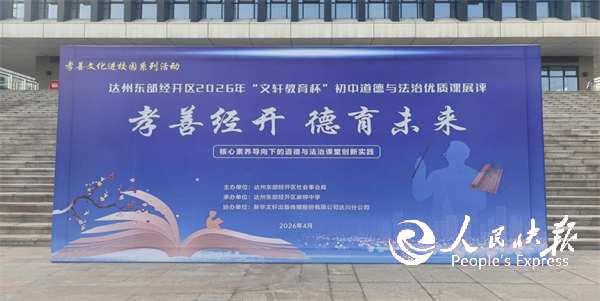 孝善文化进校园系列活动
达州东部经开区2026年“文轩教育杯”初中道德与法治优质课展评
孝善经开 德育未来
核心素养导向下的道德与法治课堂创新实践
主办单位：达州东部经开区社会事业局
承办单位：达州东部经开区麻柳中学
协办单位：新华文轩出版传媒股份有限公司达川分公司
2026年4月
人民快报
People's Express